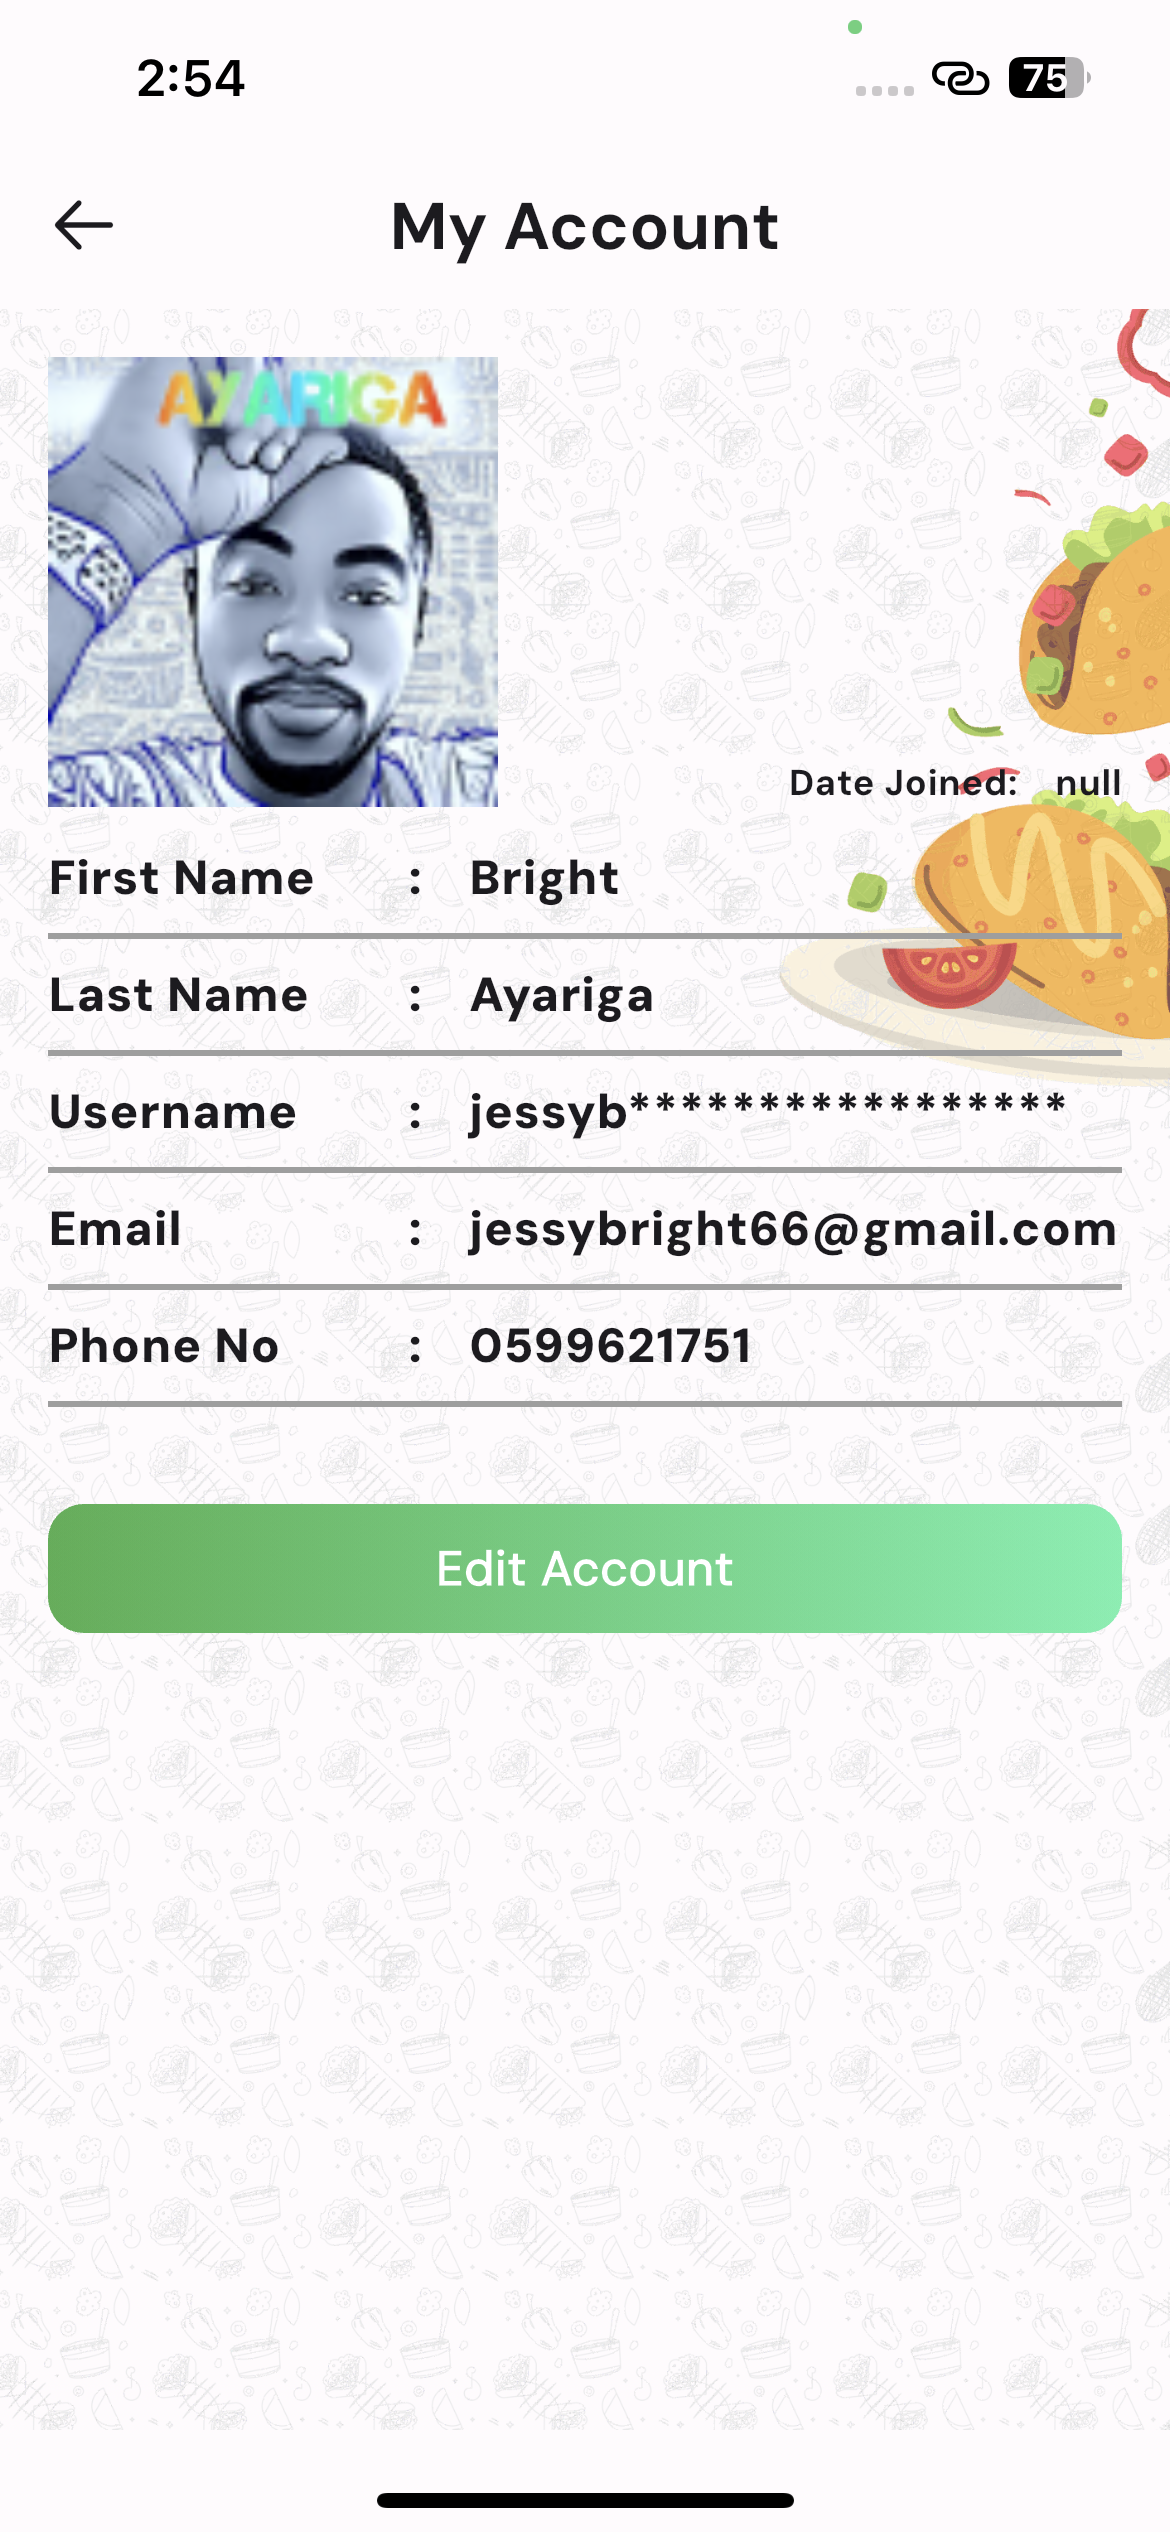 2:54
75
My Account
AYARIGA
Date Joined: null
First Name : Bright
Last Name : Ayariga
Username : jessyb*****************
Email : jessybright66@gmail.com
Phone No : 0599621751
Edit Account